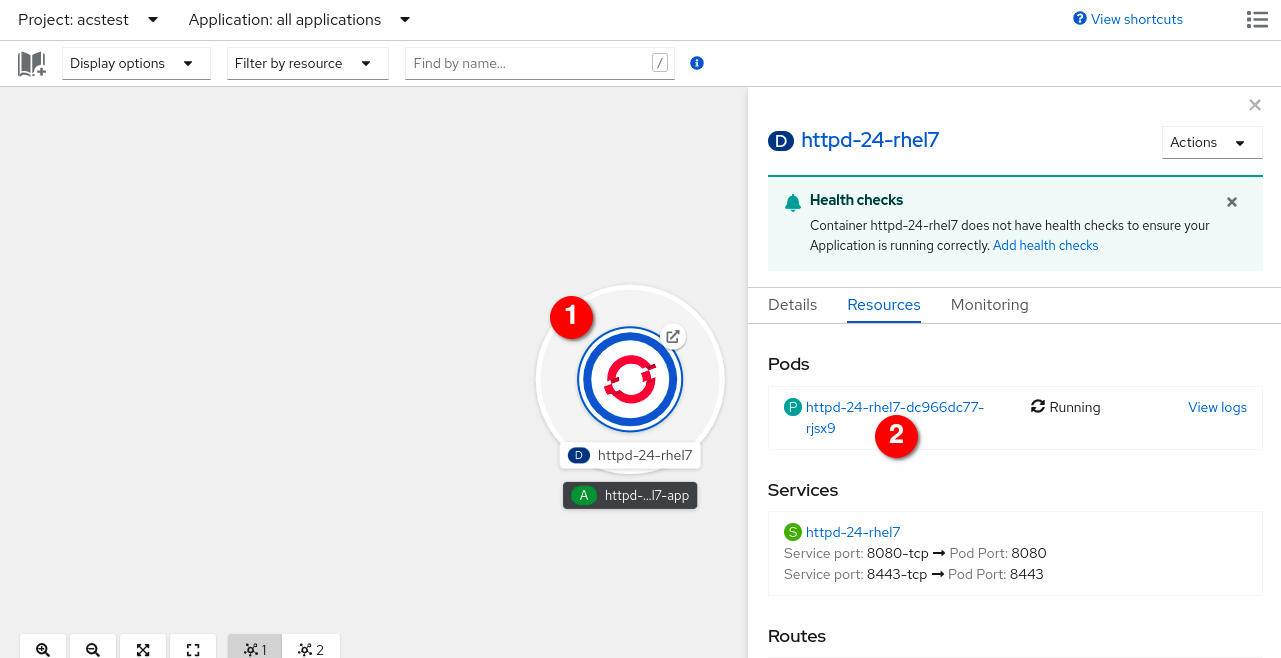 Project: acstest
Application: all applications
View shortcuts
Display options
Filter by resource
Find by name...
/
D httpd-24-rhel7
Actions
Health checks
Container httpd-24-rhel7 does not have health checks to ensure your
Application is running correctly. Add health checks
Details
Resources
Monitoring
1
D httpd-24-rhel7
A httpd-...l7-app
Pods
P httpd-24-rhel7-dc966dc77-
rjsx9
Running
View logs
2
Services
S httpd-24-rhel7
Service port: 8080-tcp → Pod Port: 8080
Service port: 8443-tcp → Pod Port: 8443
Routes
1
2